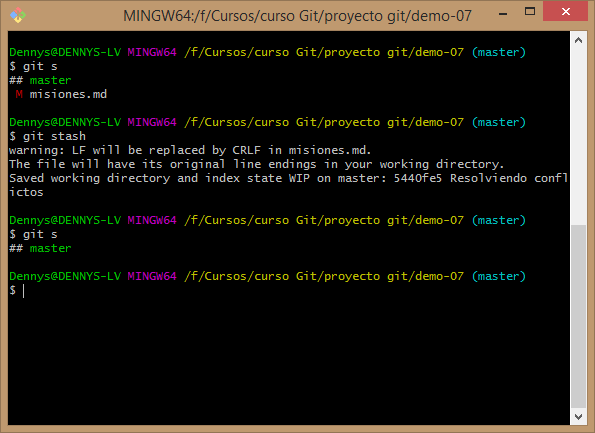 MINGW64:/f/Cursos/curso Git/proyecto git/demo-07
Dennys@DENNYS-LV MINGW64 /f/Cursos/curso Git/proyecto git/demo-07 (master)
$ git s
## master
 M misiones.md
Dennys@DENNYS-LV MINGW64 /f/Cursos/curso Git/proyecto git/demo-07 (master)
$ git stash
warning: LF will be replaced by CRLF in misiones.md.
The file will have its original line endings in your working directory.
Saved working directory and index state WIP on master: 5440fe5 Resolviendo confl
ictos
Dennys@DENNYS-LV MINGW64 /f/Cursos/curso Git/proyecto git/demo-07 (master)
$ git s
## master
Dennys@DENNYS-LV MINGW64 /f/Cursos/curso Git/proyecto git/demo-07 (master)
$